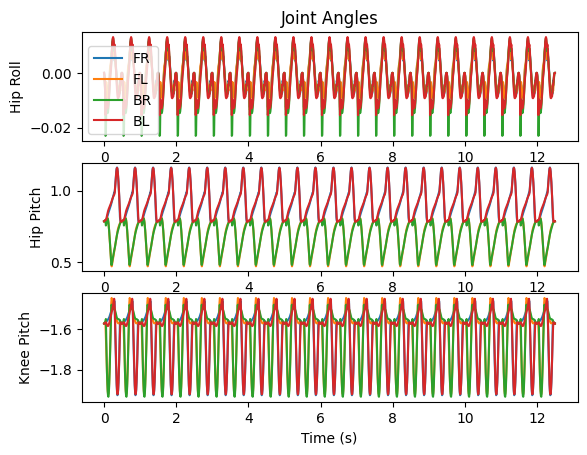 Joint Angles
Hip Roll
0.00
−0.02
FR
FL
BR
BL
0 2 4 6 8 10 12
Hip Pitch
1.0
0.5
0 2 4 6 8 10 12
Knee Pitch
−1.6
−1.8
0 2 4 6 8 10 12
Time (s)